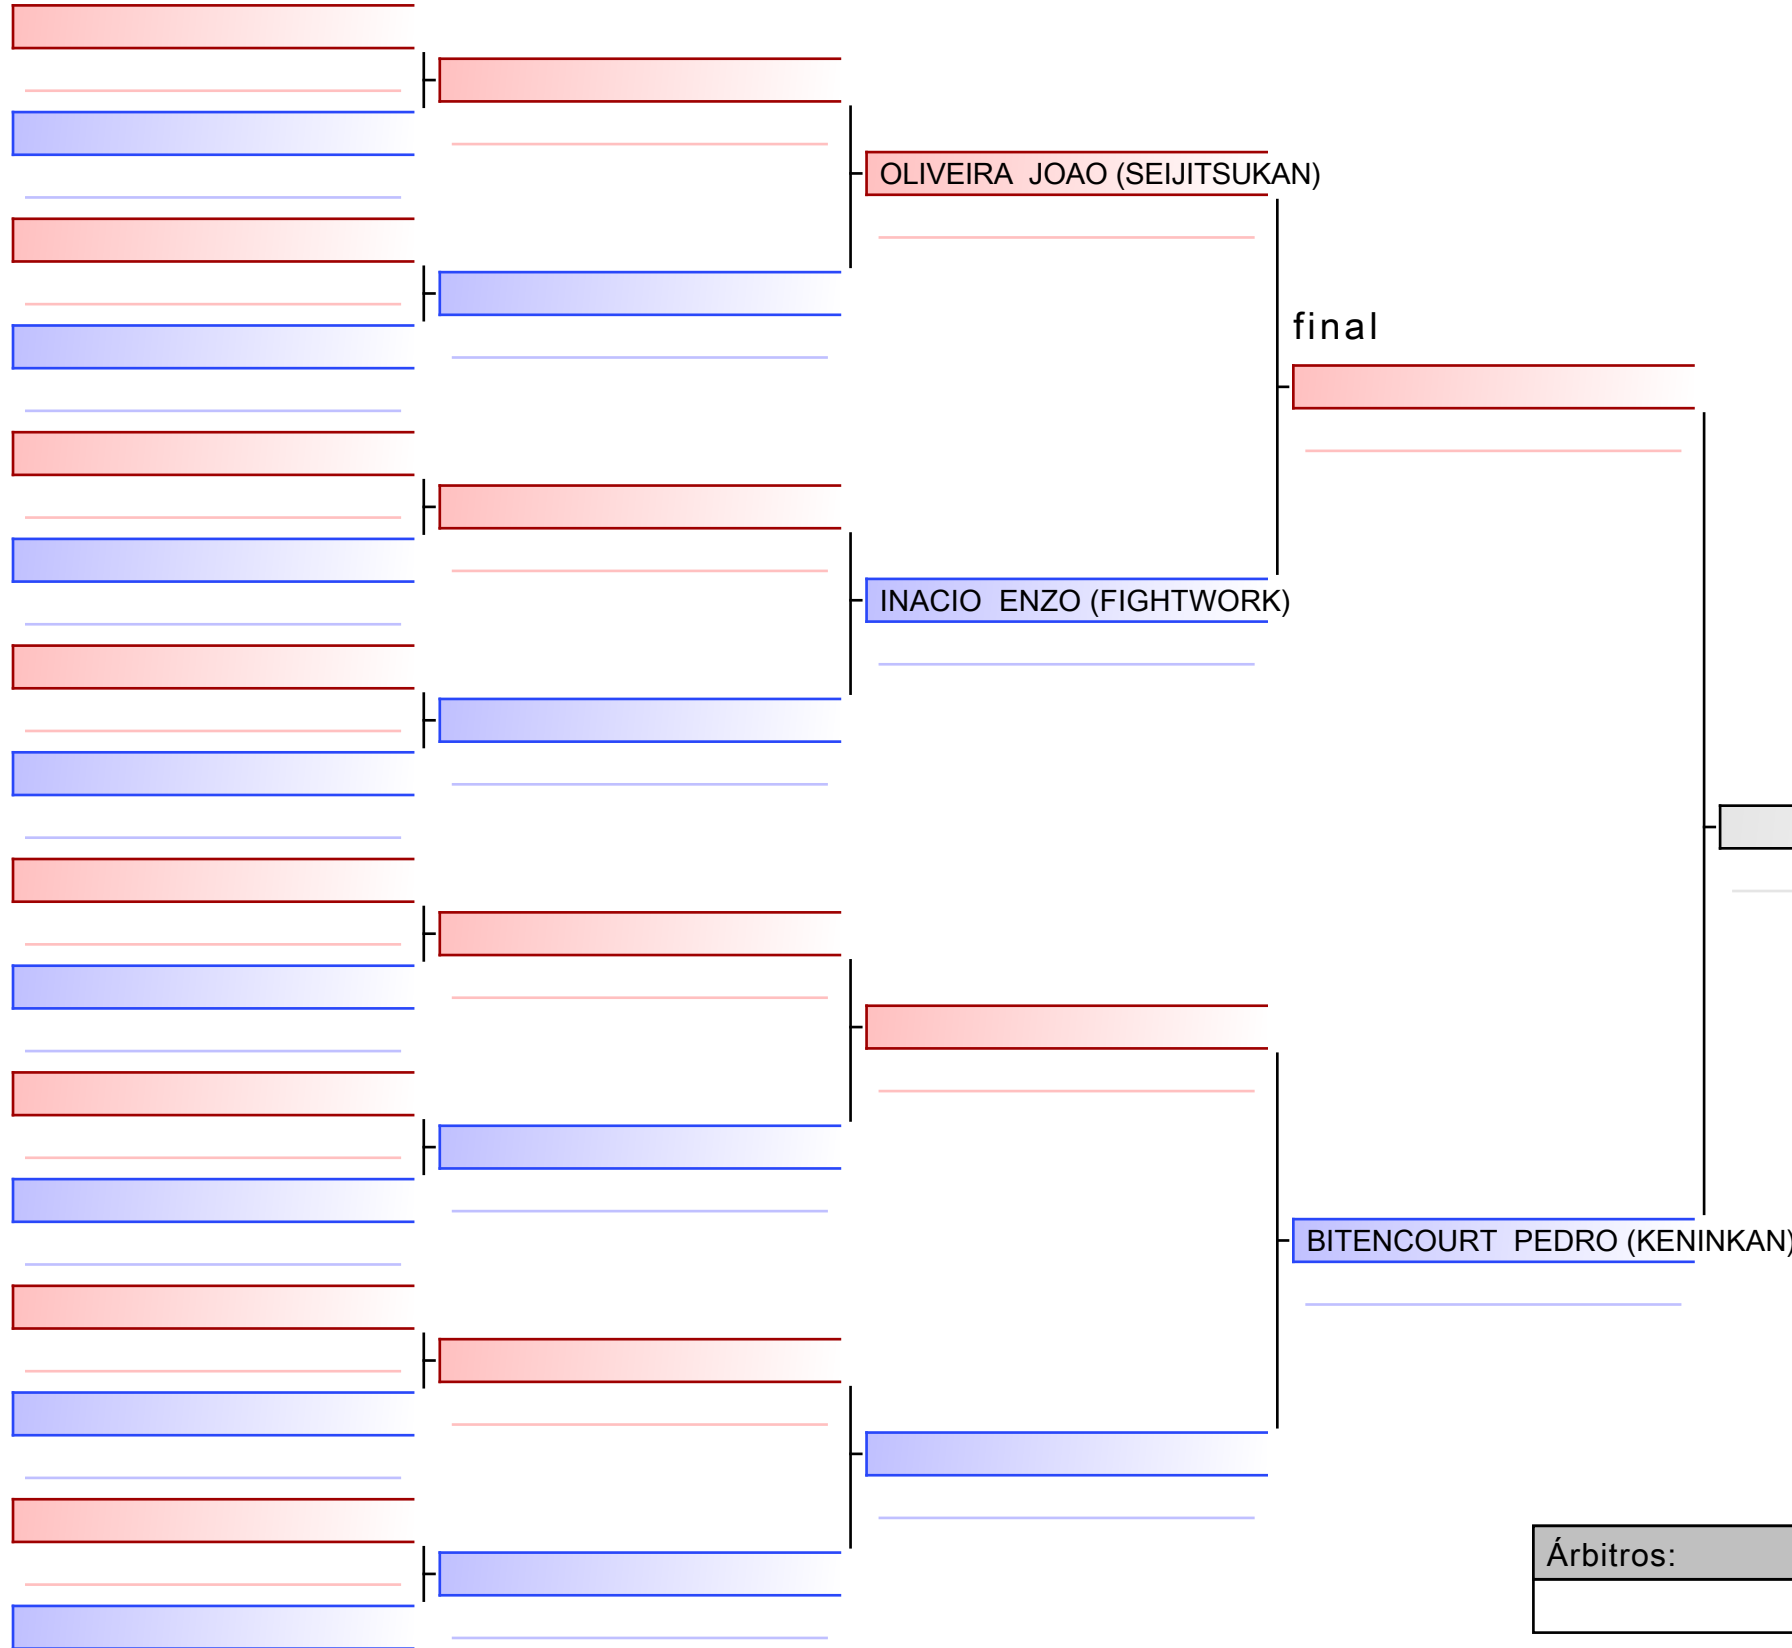 OLIVEIRA  JOAO (SEIJITSUKAN)
final
INACIO  ENZO (FIGHTWORK)
BITENCOURT  PEDRO (KENINKAN)
Árbitros: